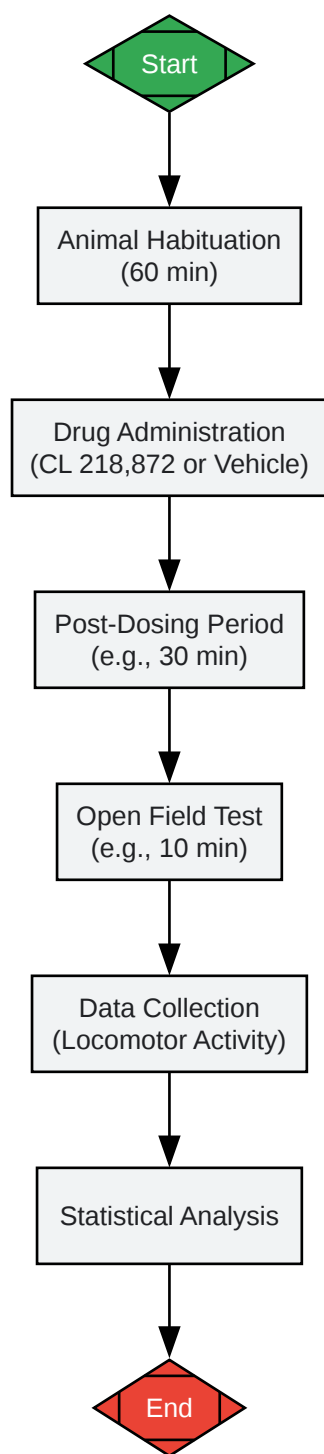 Start
Animal Habituation
(60 min)
Drug Administration
(CL 218,872 or Vehicle)
Post-Dosing Period
(e.g., 30 min)
Open Field Test
(e.g., 10 min)
Data Collection
(Locomotor Activity)
Statistical Analysis
End